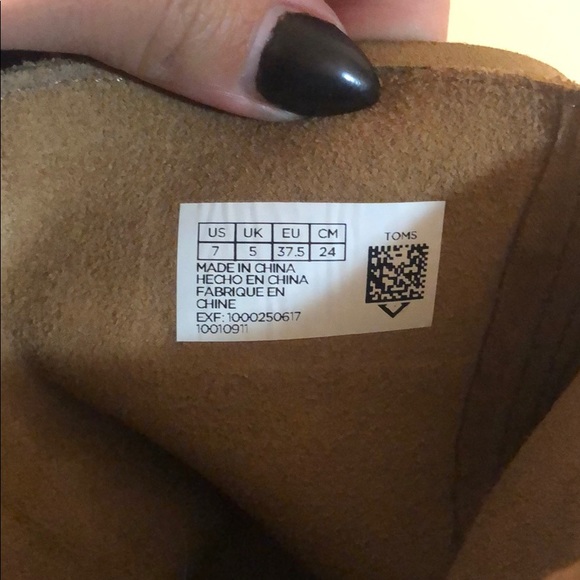 US UK EU CM
7 5 37.5 24
MADE IN CHINA
HECHO EN CHINA
FABRIQUE EN
CHINE
EXF: 1000250617
10010911
TOMS